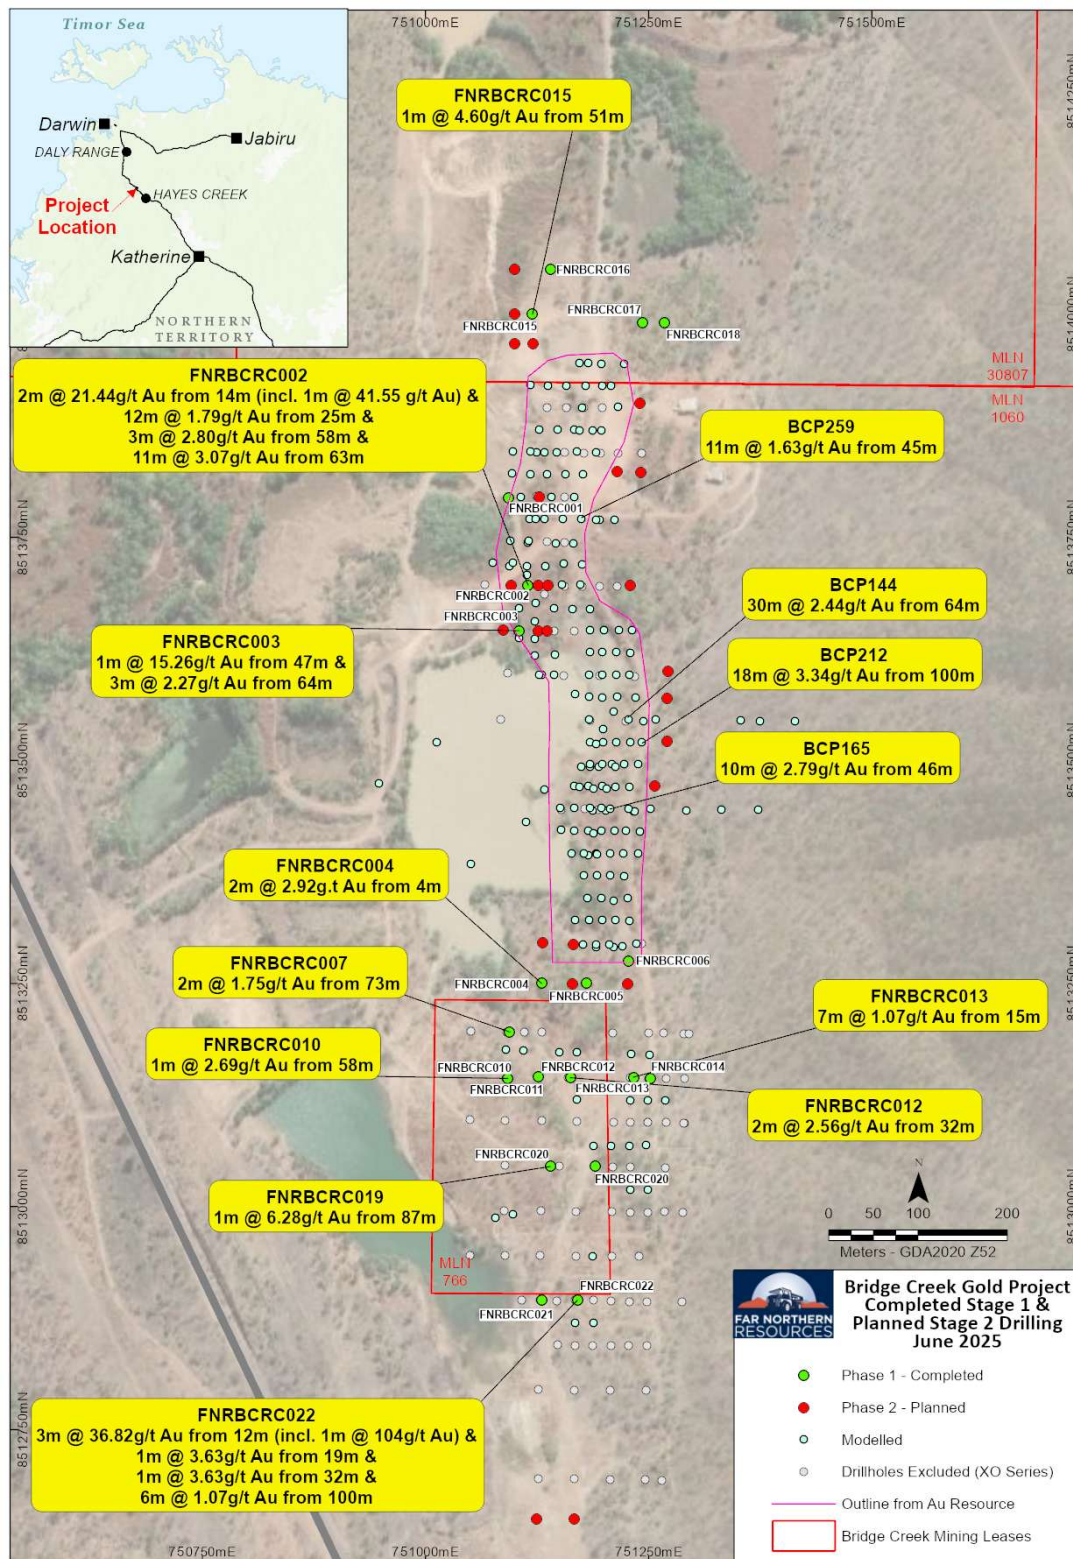 751000mE
751250mE
751500mE
Timor Sea
Darwin
Jabiru
DALY RANGE
HAYES CREEK
Project
Location
Katherine
NORTHERN
TERRITORY
8514250mN
FNRBCRC015
1m @ 4.60g/t Au from 51m
FNRBCRC016
FNRBCRC017
FNRBCRC015
FNRBCRC018
8514000mN
MLN
30807
MLN
1060
FNRBCRC002
2m @ 21.44g/t Au from 14m (incl. 1m @ 41.55 g/t Au) &
12m @ 1.79g/t Au from 25m &
3m @ 2.80g/t Au from 58m &
11m @ 3.07g/t Au from 63m
BCP259
11m @ 1.63g/t Au from 45m
FNRBCRC001
8513750mN
8513750mN
FNRBCRC002
BCP144
30m @ 2.44g/t Au from 64m
FNRBCRC003
FNRBCRC003
1m @ 15.26g/t Au from 47m &
3m @ 2.27g/t Au from 64m
BCP212
18m @ 3.34g/t Au from 100m
8513500mN
8513500mN
BCP165
10m @ 2.79g/t Au from 46m
FNRBCRC004
2m @ 2.92g.t Au from 4m
FNRBCRC007
2m @ 1.75g/t Au from 73m
FNRBCRC006
8513250mN
8513250mN
FNRBCRC004
FNRBCRC005
FNRBCRC013
7m @ 1.07g/t Au from 15m
FNRBCRC010
1m @ 2.69g/t Au from 58m
FNRBCRC010
FNRBCRC012
FNRBCRC014
FNRBCRC011
FNRBCRC013
FNRBCRC012
2m @ 2.56g/t Au from 32m
FNRBCRC020
FNRBCRC020
FNRBCRC019
1m @ 6.28g/t Au from 87m
8513000mN
8513000mN
N
0 50 100 200
Meters - GDA2020 Z52
MLN
766
FNRBCRC022
FNRBCRC021
FNRBCRC022
3m @ 36.82g/t Au from 12m (incl. 1m @ 104g/t Au) &
1m @ 3.63g/t Au from 19m &
1m @ 3.63g/t Au from 32m &
6m @ 1.07g/t Au from 100m
8512750mN
FAR NORTHERN
RESOURCES
Bridge Creek Gold Project
Completed Stage 1 &
Planned Stage 2 Drilling
June 2025
Phase 1 - Completed
Phase 2 - Planned
Modelled
Drillholes Excluded (XO Series)
Outline from Au Resource
Bridge Creek Mining Leases
750750mE
751000mE
751250mE